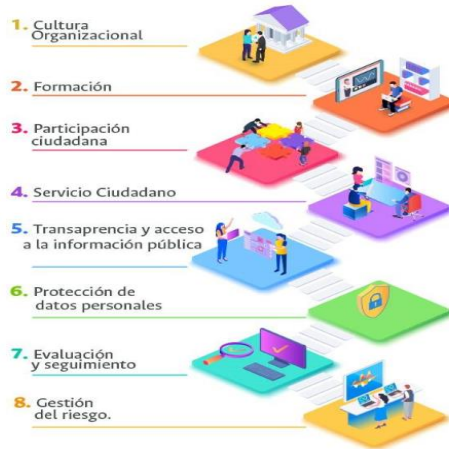 1. Cultura
Organizacional
2. Formación
3. Participación
ciudadana
4. Servicio Ciudadano
5. Transaprencia y acceso
a la información pública
6. Protección de
datos personales
7. Evaluación
y seguimiento
8. Gestión
del riesgo.